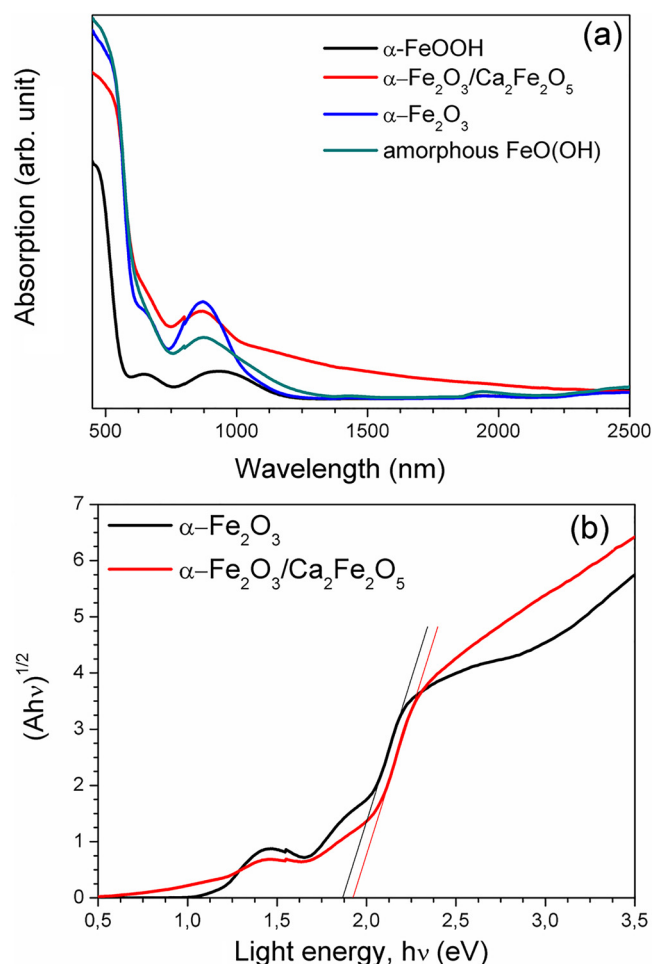 (a)
α-FeOOH
α–Fe₂O₃/Ca₂Fe₂O₅
α–Fe₂O₃
amorphous FeO(OH)
Absorption (arb. unit)
500 1000 1500 2000 2500
Wavelength (nm)
(b)
α–Fe₂O₃
α–Fe₂O₃/Ca₂Fe₂O₅
(Ahν)^1/2
7
6
5
4
3
2
1
0
0,5 1,0 1,5 2,0 2,5 3,0 3,5
Light energy, hν (eV)